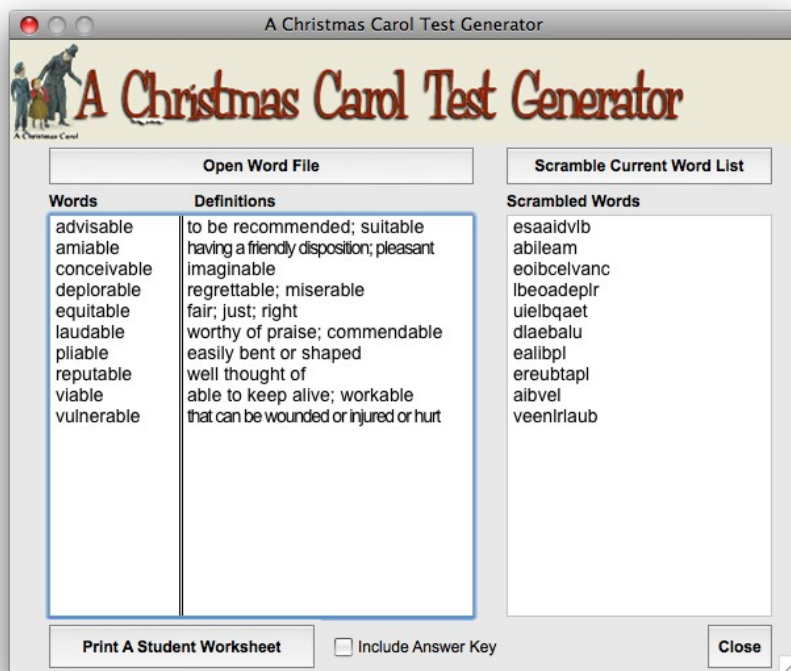 A Christmas Carol Test Generator
A Christmas Carol Test Generator
A Christmas Carol
Open Word File
Scramble Current Word List
Words Definitions
Scrambled Words
advisable to be recommended; suitable
amiable having a friendly disposition; pleasant
conceivable imaginable
deplorable regrettable; miserable
equitable fair; just; right
laudable worthy of praise; commendable
pliable easily bent or shaped
reputable well thought of
viable able to keep alive; workable
vulnerable that can be wounded or injured or hurt
esaaidvlb
abileam
eoibcelvanc
lbeoadeplr
uielbqaet
dlaebalu
ealibpl
ereubtapl
aibvel
veenlrlaub
Print A Student Worksheet
Include Answer Key
Close